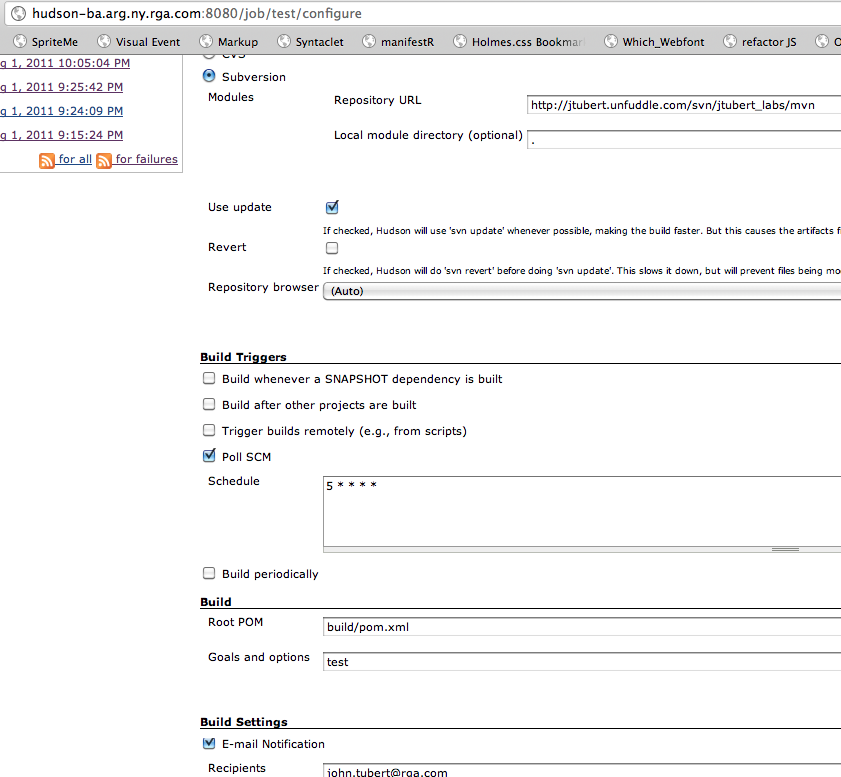 hudson-ba.arg.ny.rga.com:8080/job/test/configure
SpriteMe Visual Event Markup Syntaclet manifestR Holmes.css Bookmar Which_Webfont refactor JS
g 1, 2011 10:05:04 PM
g 1, 2011 9:25:42 PM
g 1, 2011 9:24:09 PM
g 1, 2011 9:15:24 PM
for all for failures
CVS
Subversion
Modules
Repository URL
http://jtubert.unfuddle.com/svn/jtubert_labs/mvn
Local module directory (optional)
.
Use update
If checked, Hudson will use 'svn update' whenever possible, making the build faster. But this causes the artifacts f
Revert
If checked, Hudson will do 'svn revert' before doing 'svn update'. This slows it down, but will prevent files being mo
Repository browser
(Auto)
Build Triggers
Build whenever a SNAPSHOT dependency is built
Build after other projects are built
Trigger builds remotely (e.g., from scripts)
Poll SCM
Schedule
5 * * * *
Build periodically
Build
Root POM
build/pom.xml
Goals and options
test
Build Settings
E-mail Notification
Recipients
john.tubert@rga.com